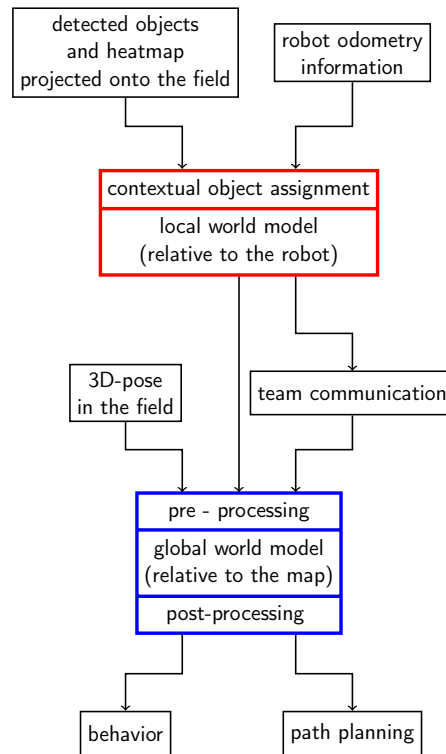 detected objects
and heatmap
projected onto the field
robot odometry
information
contextual object assignment
local world model
(relative to the robot)
3D-pose
in the field
team communication
pre - processing
global world model
(relative to the map)
post-processing
behavior
path planning